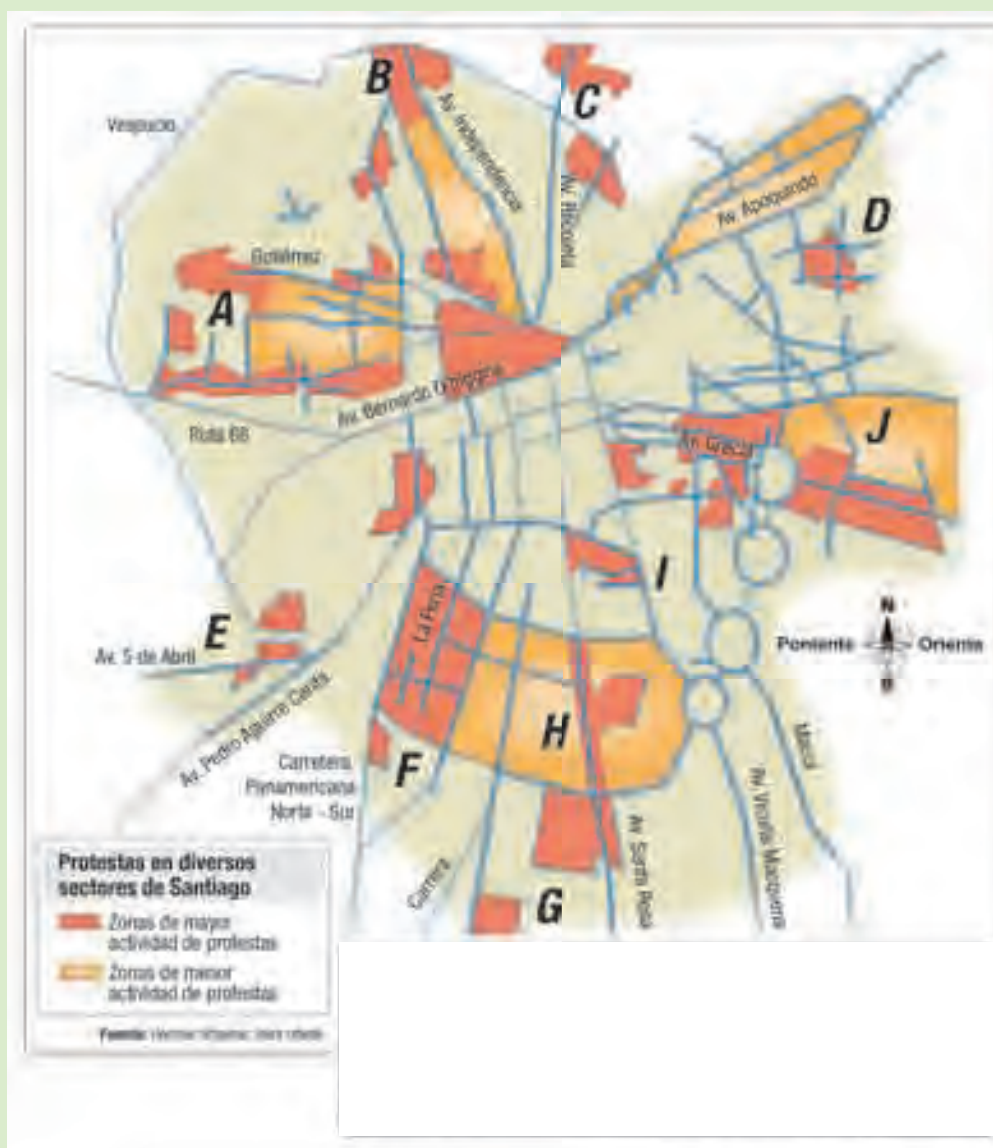 B
C
Vespucio
Av. Independencia
Av. Recoleta
Av. Apoquindo
D
Gutiérrez
A
Av. Bernardo O'Higgins
Ruta 68
Av. Grecia
J
I
La Feria
E
Av. 5 de Abril
Av. Pedro Aguirre Cerda
F
H
N
Poniente
Oriente
S
Macul
Carretera
Panamericana
Norte - Sur
Av. Vicuña Mackenna
Av. Santa Rosa
Carrera
G
Protestas en diversos
sectores de Santiago
Zonas de mayor
actividad de protestas
Zonas de menor
actividad de protestas
Fuente: